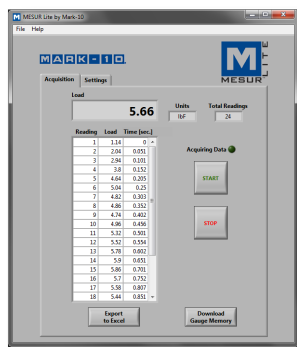 MESUR Lite by Mark-10
File Help
MARK-10
MESUR LITE
Acquisition Settings
Load
5.66
Units
lbF
Total Readings
24
Reading Load Time (sec.)
1 1.14 0
2 2.04 0.051
3 2.94 0.101
4 3.8 0.152
5 4.64 0.205
6 5.04 0.25
7 4.82 0.303
8 4.86 0.352
9 4.74 0.402
10 4.96 0.456
11 5.32 0.501
12 5.52 0.554
13 5.78 0.602
14 5.9 0.651
15 5.86 0.701
16 5.7 0.752
17 5.58 0.807
18 5.44 0.851
Acquiring Data
START
STOP
Export
to Excel
Download
Gauge Memory